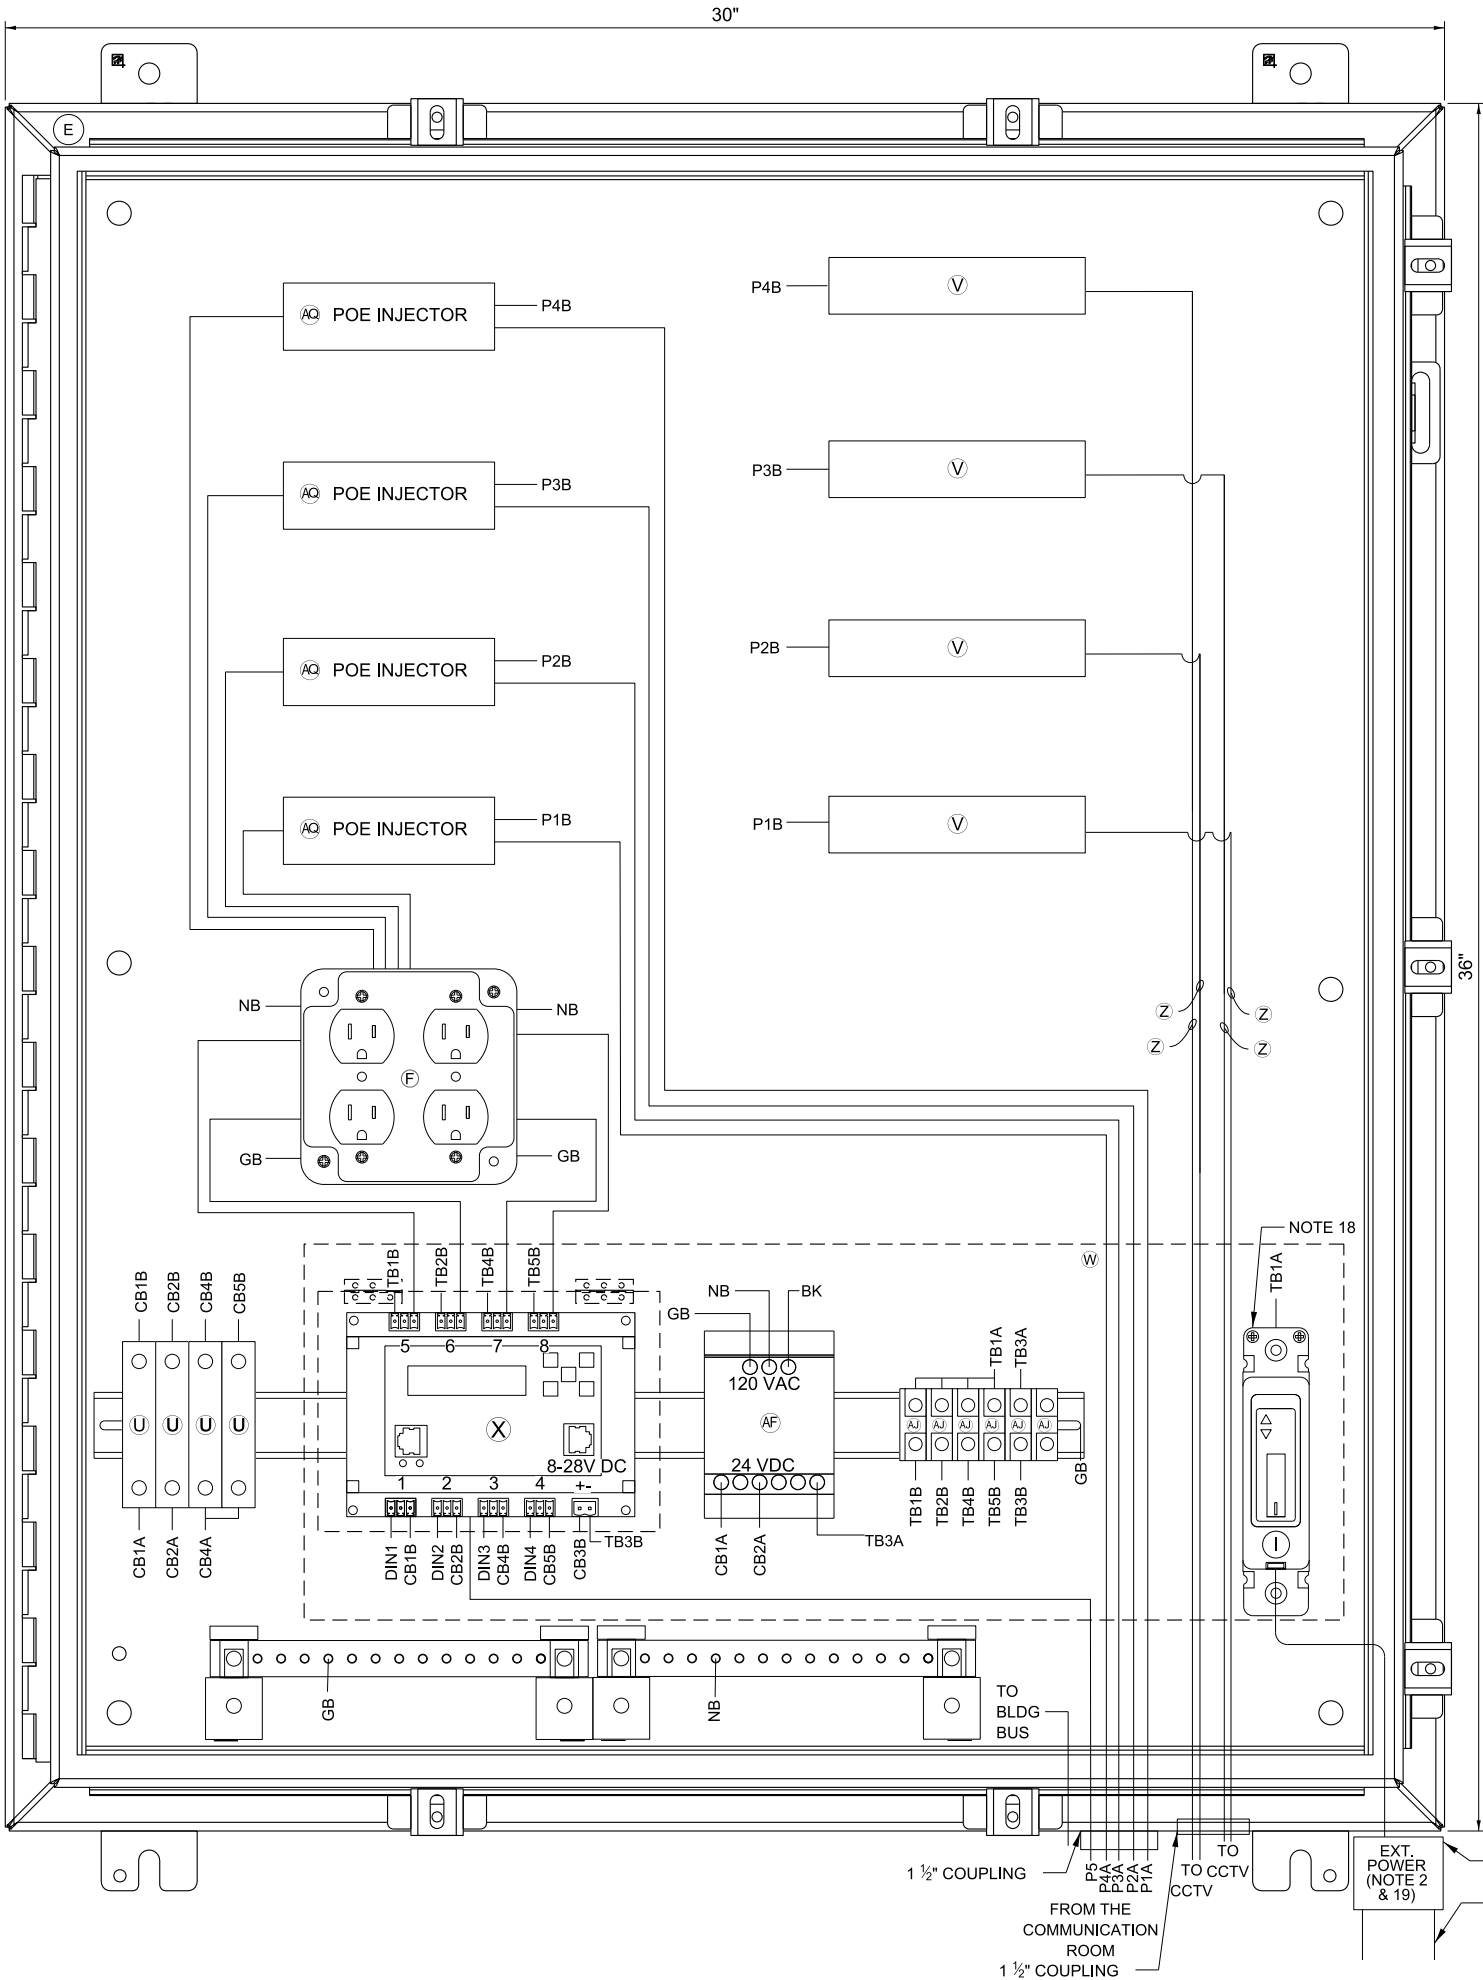 30"
E
P4B
V
AQ POE INJECTOR
P4B
P3B
V
AQ POE INJECTOR
P3B
P2B
V
AQ POE INJECTOR
P2B
P1B
V
AQ POE INJECTOR
P1B
36"
NB
NB
F
Z
Z
Z
Z
GB
GB
NOTE 18
W
CB1B
CB2B
CB4B
CB5B
TB1B
TB2B
TB4B
TB5B
TB1A
NB
BK
GB
TB1A
TB3A
5 6 7 8
120 VAC
U U U U
X
AF
AJ AJ AJ AJ AJ AJ
8-28V DC
24 VDC
1 2 3 4 +-
GB
CB1A
CB2A
CB4A
DIN1
CB1B
DIN2
CB2B
DIN3
CB4B
DIN4
CB5B
CB3B
TB3B
CB1A
CB2A
TB3A
TB1B
TB2B
TB4B
TB5B
TB3B
I
GB
NB
TO
BLDG
BUS
1 ½" COUPLING
P5
P4A
P3A
P2A
P1A
TO
CCTV
TO
CCTV
EXT.
POWER
(NOTE 2
& 19)
FROM THE
COMMUNICATION
ROOM
1 ½" COUPLING